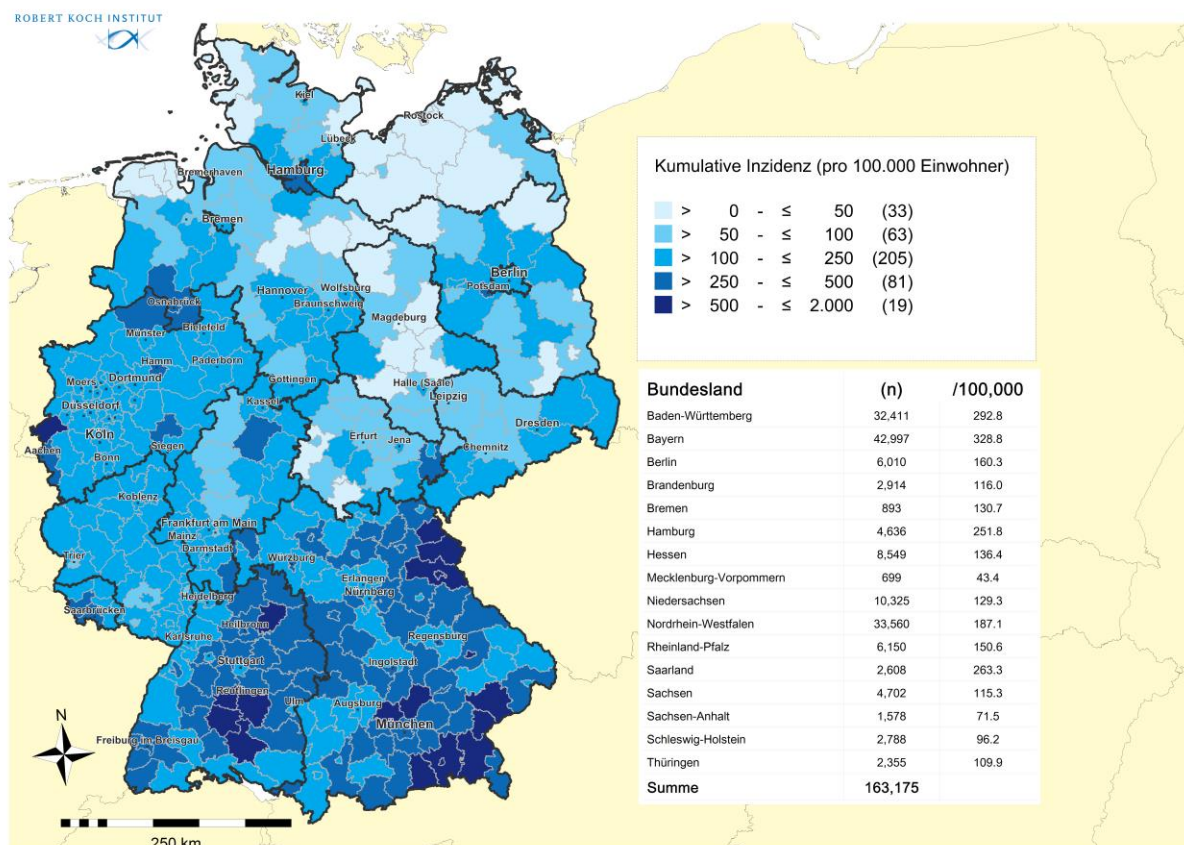 ROBERT KOCH INSTITUT
Kiel
Rostock
Lübeck
Hamburg
Bremerhaven
Bremen
Berlin
Potsdam
Hannover
Wolfsburg
Braunschweig
Osnabrück
Bielefeld
Magdeburg
Münster
Hamm
Paderborn
Göttingen
Halle (Saale)
Leipzig
Moers
Dortmund
Kassel
Düsseldorf
Dresden
Köln
Erfurt
Jena
Chemnitz
Aachen
Siegen
Bonn
Koblenz
Frankfurt am Main
Mainz
Darmstadt
Würzburg
Trier
Erlangen
Nürnberg
Heidelberg
Saarbrücken
Heilbronn
Karlsruhe
Regensburg
Stuttgart
Ingolstadt
Reutlingen
Ulm
Augsburg
München
Freiburg im Breisgau
N
250 km
Kumulative Inzidenz (pro 100.000 Einwohner)
> 0 - ≤ 50 (33)
> 50 - ≤ 100 (63)
> 100 - ≤ 250 (205)
> 250 - ≤ 500 (81)
> 500 - ≤ 2.000 (19)
Bundesland (n) /100,000
Baden-Württemberg 32,411 292.8
Bayern 42,997 328.8
Berlin 6,010 160.3
Brandenburg 2,914 116.0
Bremen 893 130.7
Hamburg 4,636 251.8
Hessen 8,549 136.4
Mecklenburg-Vorpommern 699 43.4
Niedersachsen 10,325 129.3
Nordrhein-Westfalen 33,560 187.1
Rheinland-Pfalz 6,150 150.6
Saarland 2,608 263.3
Sachsen 4,702 115.3
Sachsen-Anhalt 1,578 71.5
Schleswig-Holstein 2,788 96.2
Thüringen 2,355 109.9
Summe 163,175